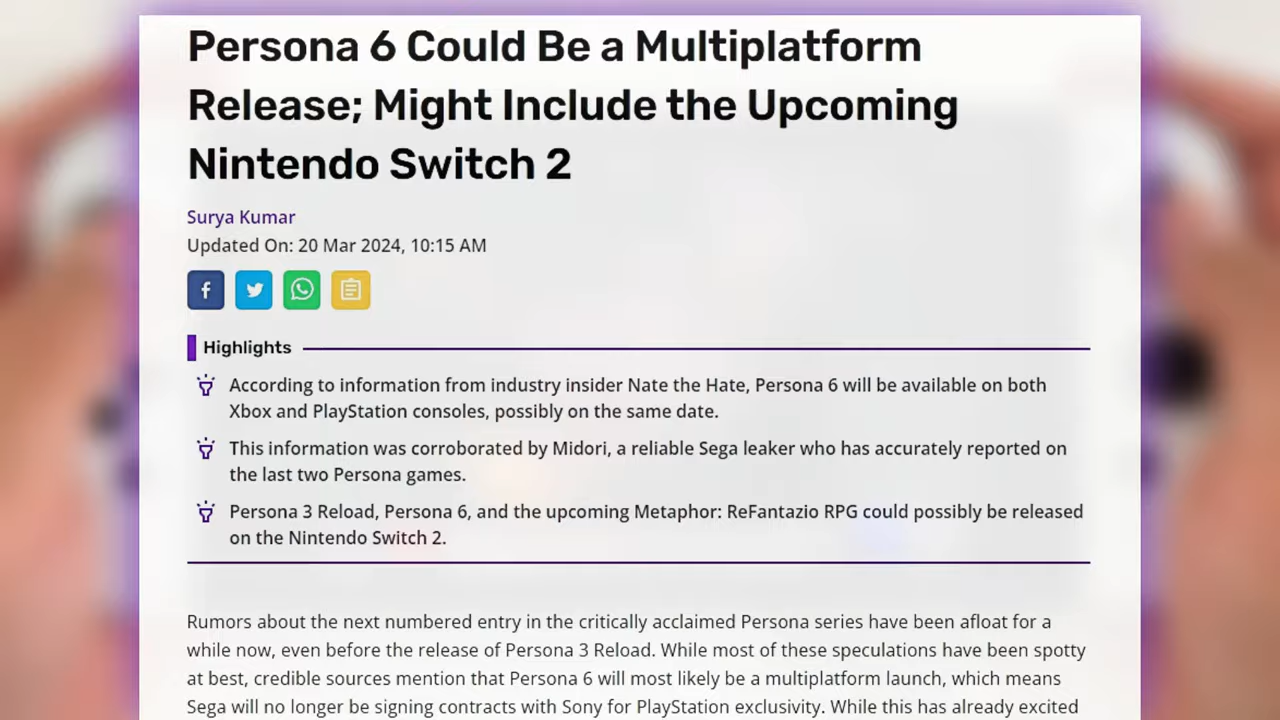 Persona 6 Could Be a Multiplatform
Release; Might Include the Upcoming
Nintendo Switch 2
Surya Kumar
Updated On: 20 Mar 2024, 10:15 AM
Highlights
According to information from industry insider Nate the Hate, Persona 6 will be available on both
Xbox and PlayStation consoles, possibly on the same date.
This information was corroborated by Midori, a reliable Sega leaker who has accurately reported on
the last two Persona games.
Persona 3 Reload, Persona 6, and the upcoming Metaphor: ReFantazio RPG could possibly be released
on the Nintendo Switch 2.
Rumors about the next numbered entry in the critically acclaimed Persona series have been afloat for a
while now, even before the release of Persona 3 Reload. While most of these speculations have been spotty
at best, credible sources mention that Persona 6 will most likely be a multiplatform launch, which means
Sega will no longer be signing contracts with Sony for PlayStation exclusivity. While this has already excited